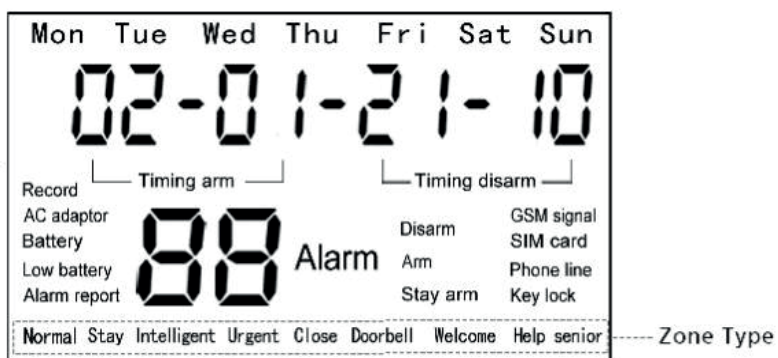 Mon Tue Wed Thu Fri Sat Sun
02-01-21-10
Timing arm Timing disarm
Record
AC adaptor
Battery
Low battery
Alarm report
88
Alarm
Disarm
Arm
Stay arm
GSM signal
SIM card
Phone line
Key lock
Normal Stay Intelligent Urgent Close Doorbell Welcome Help senior
Zone Type